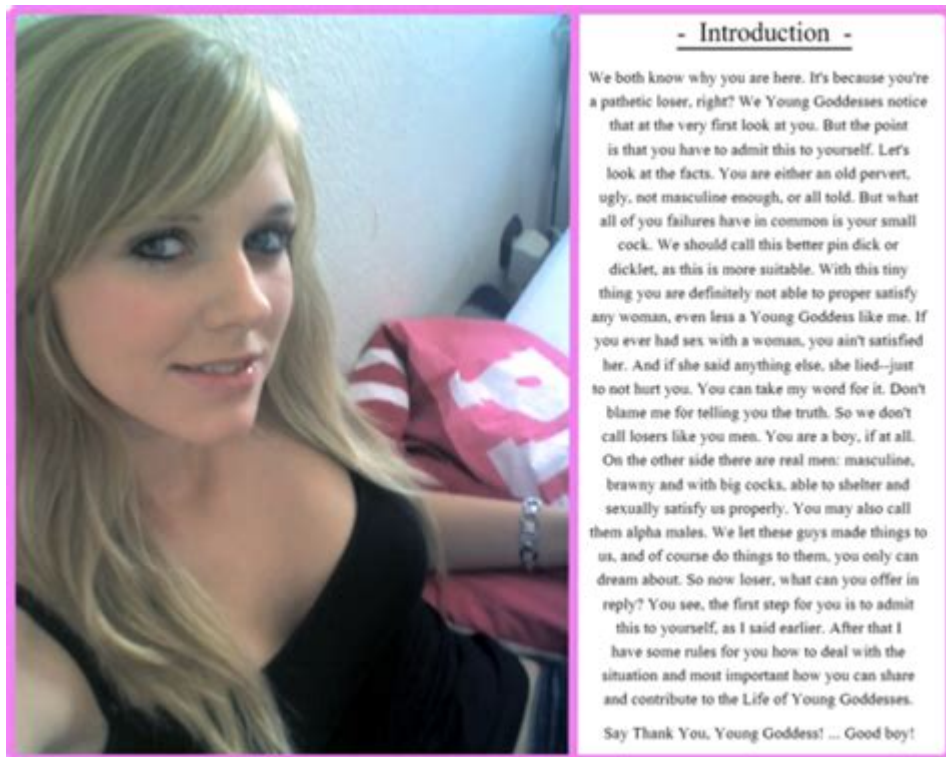 - Introduction -
We both know why you are here. It's because you're
a pathetic loser, right? We Young Goddesses notice
that at the very first look at you. But the point
is that you have to admit this to yourself. Let's
look at the facts. You are either an old pervert,
ugly, not masculine enough, or all told. But what
all of you failures have in common is your small
cock. We should call this better pin dick or
dicklet, as this is more suitable. With this tiny
thing you are definitely not able to proper satisfy
any woman, even less a Young Goddess like me. If
you ever had sex with a woman, you ain't satisfied
her. And if she said anything else, she lied--just
to not hurt you. You can take my word for it. Don't
blame me for telling you the truth. So we don't
call losers like you men. You are a boy, if at all.
On the other side there are real men: masculine,
brawny and with big cocks, able to shelter and
sexually satisfy us properly. You may also call
them alpha males. We let these guys made things to
us, and of course do things to them, you only can
dream about. So now loser, what can you offer in
reply? You see, the first step for you is to admit
this to yourself, as I said earlier. After that I
have some rules for you how to deal with the
situation and most important how you can share
and contribute to the Life of Young Goddesses.
Say Thank You, Young Goddess! ... Good boy!